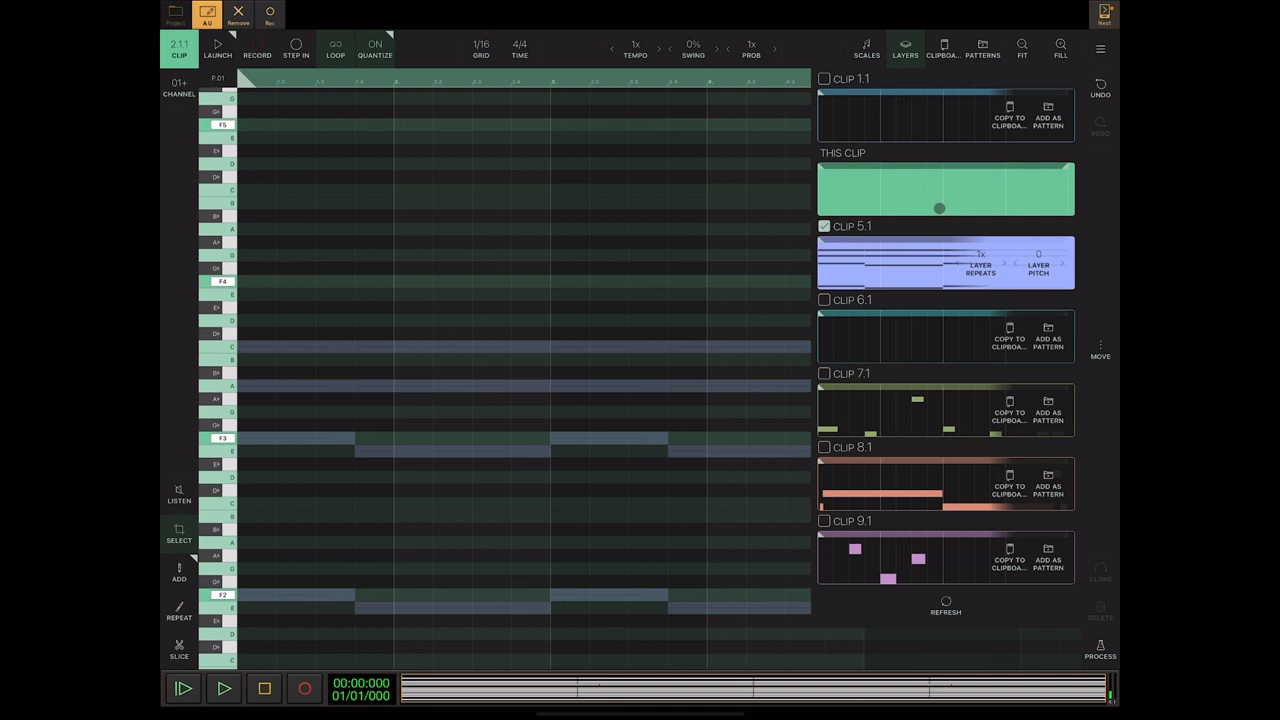 Project
AU
Remove
Rec
Next
2.1.1
CLIP
LAUNCH
RECORD
STEP IN
LOOP
ON
QUANTIZE
1/16
GRID
4/4
TIME
1x
TEMPO
0%
SWING
1x
PROB
SCALES
LAYERS
CLIPBOA...
PATTERNS
FIT
FILL
01+
CHANNEL
P.01
G
G♭
F5
E
E♭
D
D♭
C
B
B♭
A
A♭
G
G♭
F4
E
E♭
D
D♭
C
B
B♭
A
A♭
G
G♭
F3
E
E♭
D
D♭
C
B
B♭
A
A♭
G
G♭
F2
E
D
D♭
C
LISTEN
SELECT
ADD
REPEAT
SLICE
CLIP 1.1
COPY TO
CLIPBOA...
ADD AS
PATTERN
THIS CLIP
CLIP 5.1
1x
LAYER
REPEATS
0
LAYER
PITCH
CLIP 6.1
COPY TO
CLIPBOA...
ADD AS
PATTERN
CLIP 7.1
COPY TO
CLIPBOA...
ADD AS
PATTERN
CLIP 8.1
COPY TO
CLIPBOA...
ADD AS
PATTERN
CLIP 9.1
COPY TO
CLIPBOA...
ADD AS
PATTERN
REFRESH
UNDO
REDO
MOVE
CLONE
DELETE
PROCESS
00:00:000
01/01/000